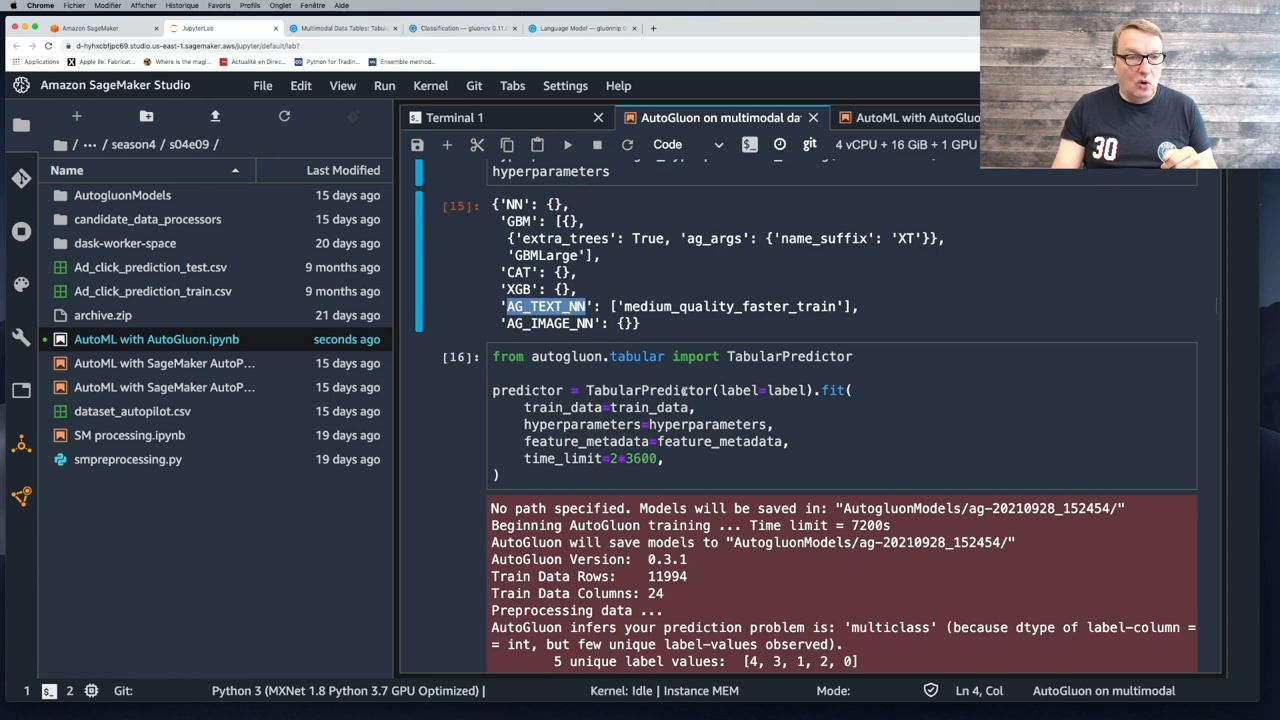 Chrome Fichier Modifier Afficher Historique Favoris Profils Onglet Fenêtre Aide
Amazon SageMaker
JupyterLab
Multimodal Data Tables: Tabul
Classification — gluoncv 0.11.
Language Model — gluonnlp 0
d-hyhxcbfjpc69.studio.us-east-1.sagemaker.aws/jupyter/default/lab?
Applications
Apple IIe: Fabricat...
Where is the magi...
Actualité en Direc...
Python for Tradin...
Ensemble method...
Amazon SageMaker Studio
File Edit View Run Kernel Git Tabs Settings Help
Terminal 1
AutoGluon on multimodal dat
AutoML with AutoGluo
Code
git
4 vCPU + 16 GiB + 1 GPU
/ ... / season4 / s04e09 /
Name Last Modified
AutogluonModels 15 days ago
candidate_data_processors 15 days ago
dask-worker-space 20 days ago
Ad_click_prediction_test.csv 9 months ago
Ad_click_prediction_train.csv 9 months ago
archive.zip 21 days ago
AutoML with AutoGluon.ipynb seconds ago
AutoML with SageMaker AutoP... 15 days ago
AutoML with SageMaker AutoP... 15 days ago
dataset_autopilot.csv 15 days ago
SM processing.ipynb 19 days ago
smpreprocessing.py 19 days ago
hyperparameters
[15]: {'NN': {},
'GBM': [{},
{'extra_trees': True, 'ag_args': {'name_suffix': 'XT'}},
'GBMLarge'],
'CAT': {},
'XGB': {},
'AG_TEXT_NN': ['medium_quality_faster_train'],
'AG_IMAGE_NN': {}}
[16]: from autogluon.tabular import TabularPredictor
predictor = TabularPredictor(label=label).fit(
train_data=train_data,
hyperparameters=hyperparameters,
feature_metadata=feature_metadata,
time_limit=2*3600,
)
No path specified. Models will be saved in: "AutogluonModels/ag-20210928_152454/"
Beginning AutoGluon training ... Time limit = 7200s
AutoGluon will save models to "AutogluonModels/ag-20210928_152454/"
AutoGluon Version: 0.3.1
Train Data Rows: 11994
Train Data Columns: 24
Preprocessing data ...
AutoGluon infers your prediction problem is: 'multiclass' (because dtype of label-column =
= int, but few unique label-values observed).
5 unique label values: [4, 3, 1, 2, 0]
30
1 2 Git: Python 3 (MXNet 1.8 Python 3.7 GPU Optimized) | Kernel: Idle | Instance MEM Mode: Ln 4, Col AutoGluon on multimodal